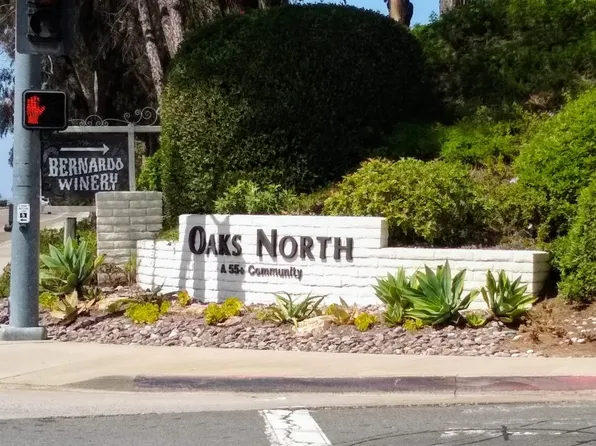 BERNARDO
WINERY
OAKS NORTH
A 55+ Community